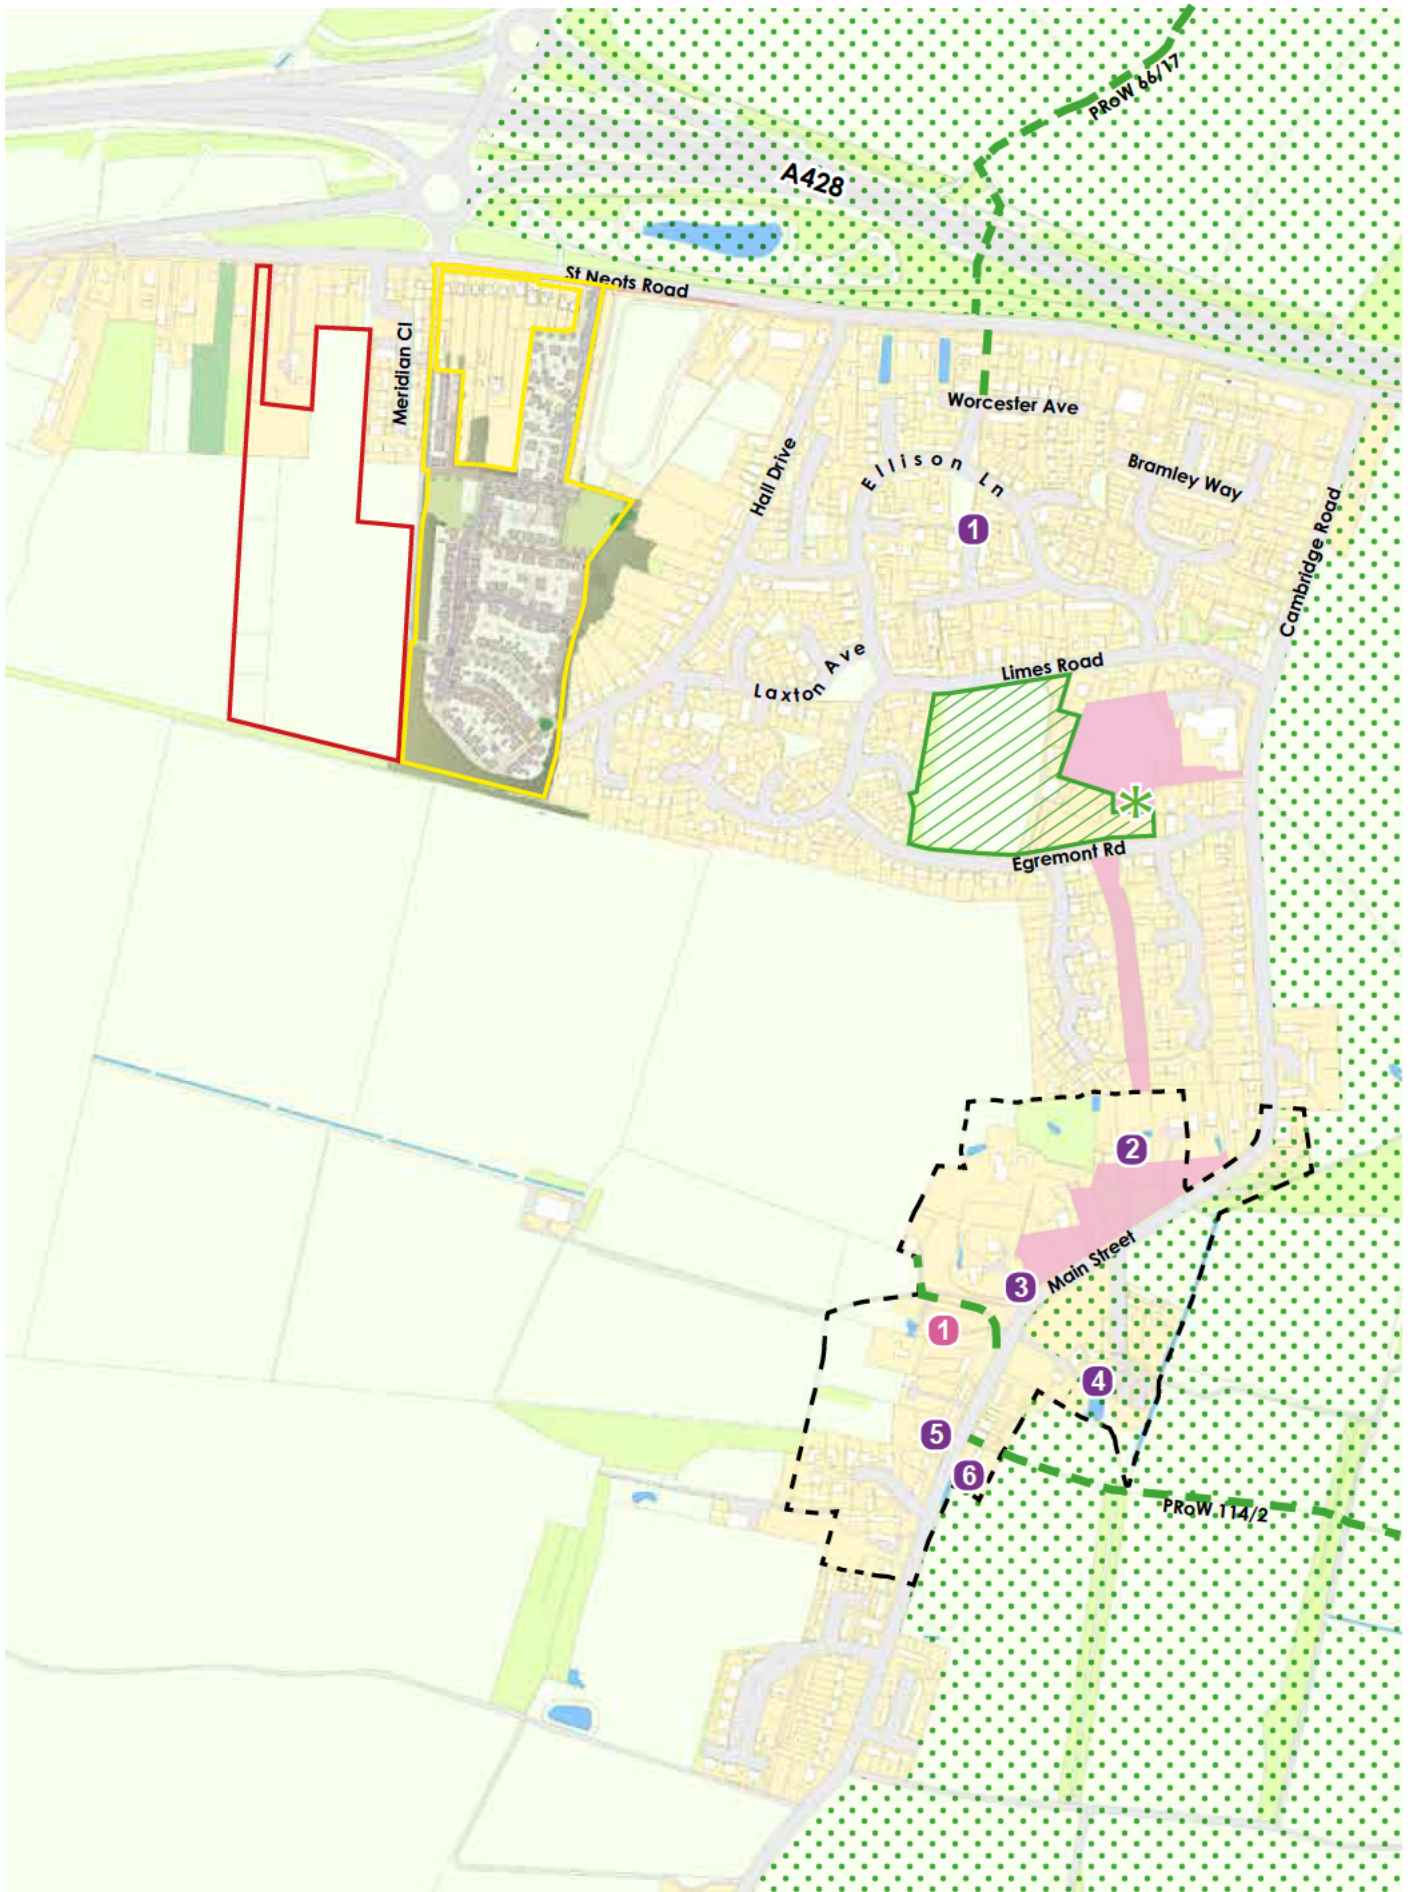 PRoW 66/17
A428
St Neots Road
Meridian Cl
Worcester Ave
Hall Drive
Ellison Ln
Bramley Way
Cambridge Road
1
Laxton Ave
Limes Road
*
Egremont Rd
2
Main Street
3
1
4
5
6
PRoW 114/2